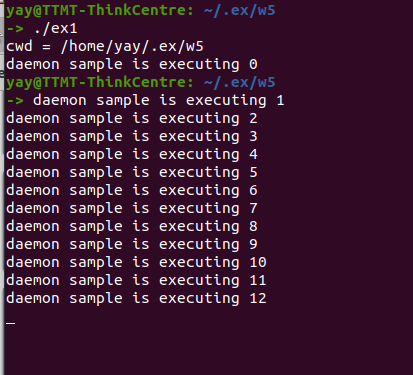 yay@TTMT-ThinkCentre: ~/.ex/w5
-> ./ex1
cwd = /home/yay/.ex/w5
daemon sample is executing 0
yay@TTMT-ThinkCentre: ~/.ex/w5
-> daemon sample is executing 1
daemon sample is executing 2
daemon sample is executing 3
daemon sample is executing 4
daemon sample is executing 5
daemon sample is executing 6
daemon sample is executing 7
daemon sample is executing 8
daemon sample is executing 9
daemon sample is executing 10
daemon sample is executing 11
daemon sample is executing 12